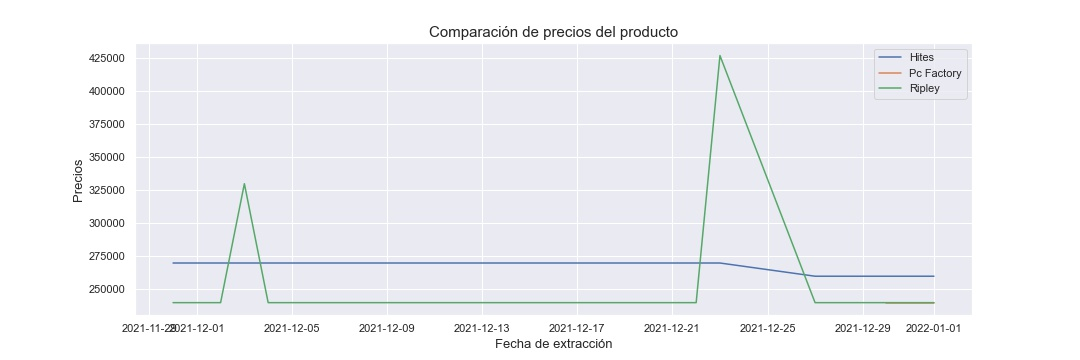 Comparación de precios del producto
Hites
Pc Factory
Ripley
Precios
425000
400000
375000
350000
325000
300000
275000
250000
2021-11-29 2021-12-01 2021-12-05 2021-12-09 2021-12-13 2021-12-17 2021-12-21 2021-12-25 2021-12-29 2022-01-01
Fecha de extracción